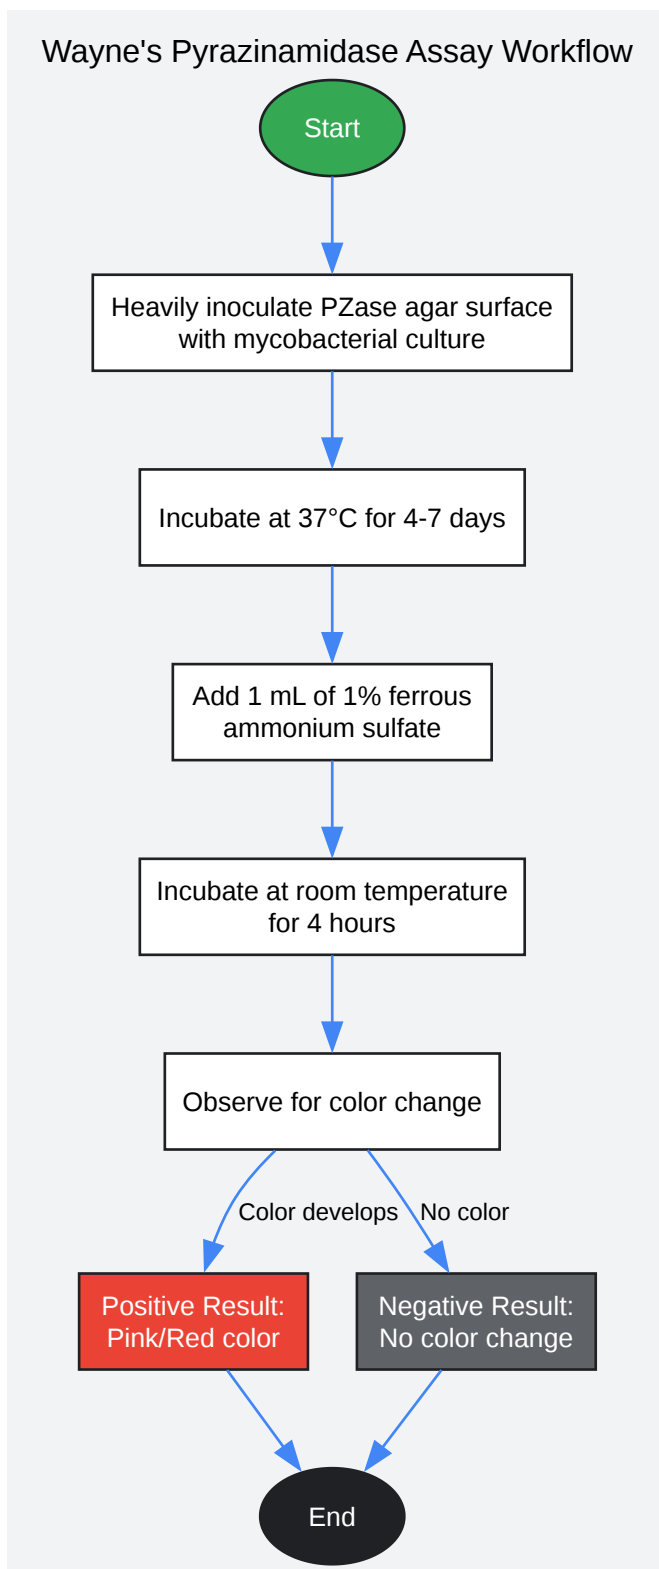 Wayne's Pyrazinamidase Assay Workflow
Start
Heavily inoculate PZase agar surface
with mycobacterial culture
Incubate at 37°C for 4-7 days
Add 1 mL of 1% ferrous
ammonium sulfate
Incubate at room temperature
for 4 hours
Observe for color change
Color develops
No color
Positive Result:
Pink/Red color
Negative Result:
No color change
End